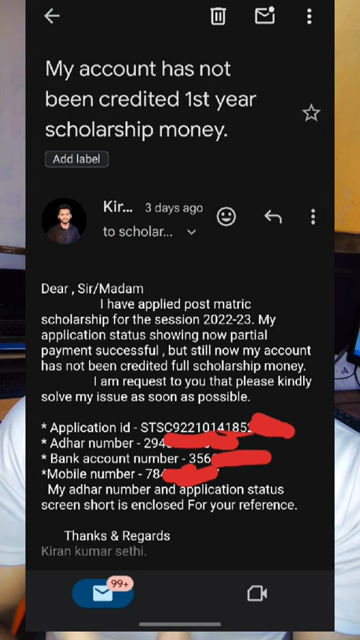 My account has not
been credited 1st year
scholarship money.
Add label
Kir... 3 days ago
to scholar...
Dear , Sir/Madam
I have applied post matric
scholarship for the session 2022-23. My
application status showing now partial
payment successful , but still now my account
has not been credited full scholarship money.
I am request to you that please kindly
solve my issue as soon as possible.
* Application id - STSC92210141852
* Adhar number - 294
* Bank account number - 356
*Mobile number - 784
My adhar number and application status
screen short is enclosed For your reference.
Thanks & Regards
Kiran kumar sethi.
99+